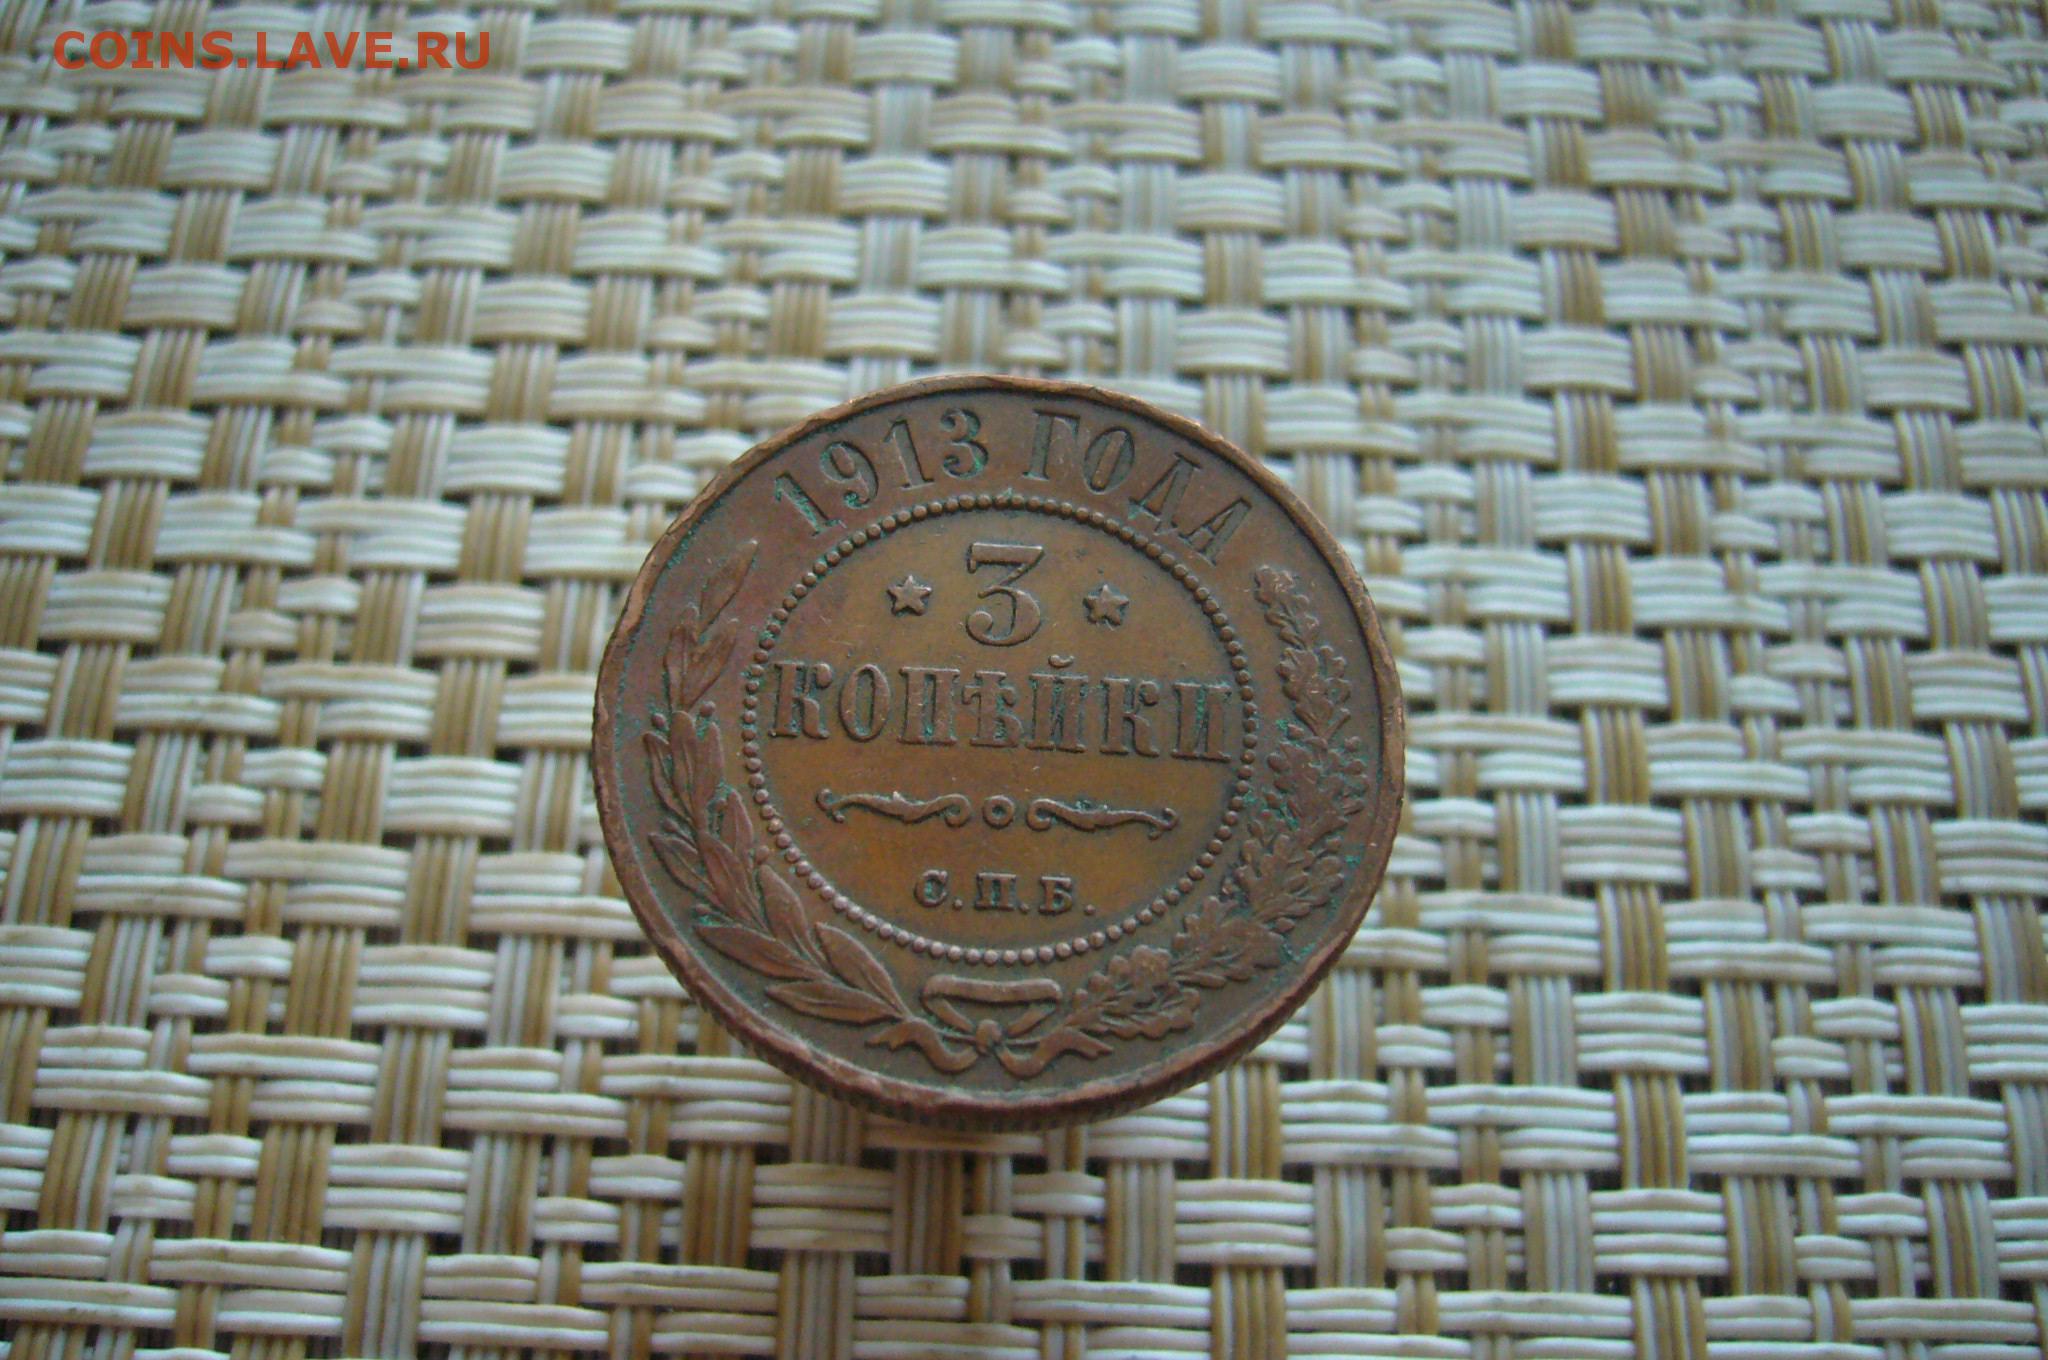 COINS.LAVE.RU
1913 ГОДА
3
КОПѢЙКИ
С.П.Б.